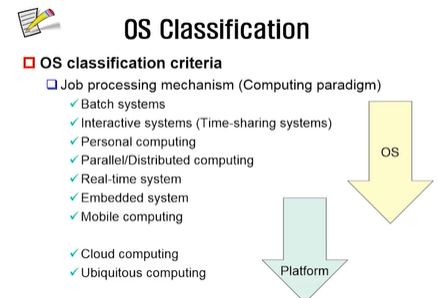 OS Classification
OS classification criteria
Job processing mechanism (Computing paradigm)
Batch systems
Interactive systems (Time-sharing systems)
Personal computing
Parallel/Distributed computing
Real-time system
Embedded system
Mobile computing
Cloud computing
Ubiquitous computing
OS
Platform